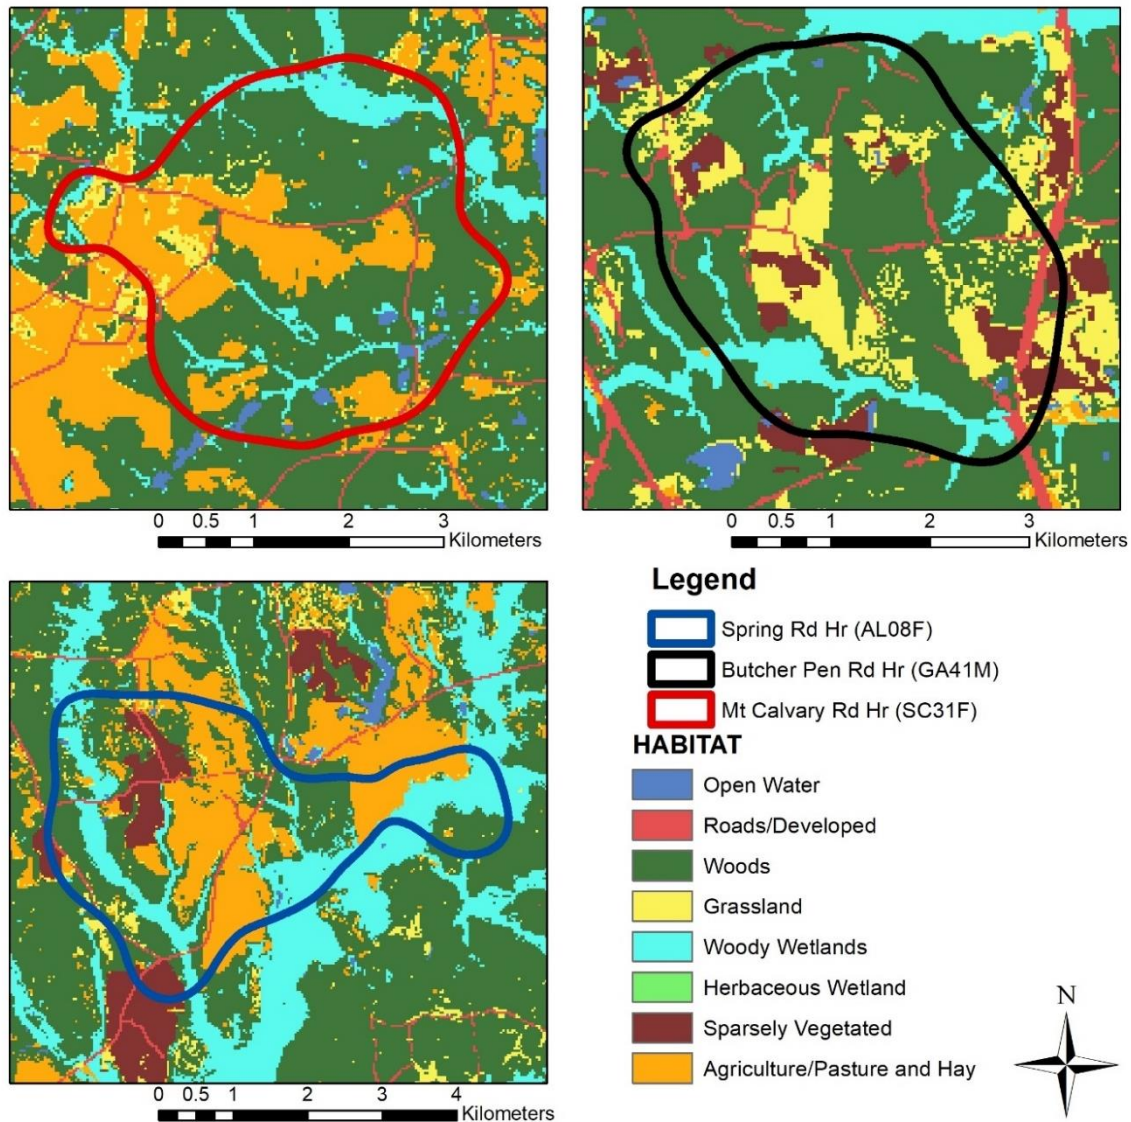 0 0.5 1 2 3
Kilometers
0 0.5 1 2 3
Kilometers
Legend
Spring Rd Hr (AL08F)
Butcher Pen Rd Hr (GA41M)
Mt Calvary Rd Hr (SC31F)
HABITAT
Open Water
Roads/Developed
Woods
Grassland
Woody Wetlands
Herbaceous Wetland
Sparsely Vegetated
Agriculture/Pasture and Hay
N
0 0.5 1 2 3 4
Kilometers